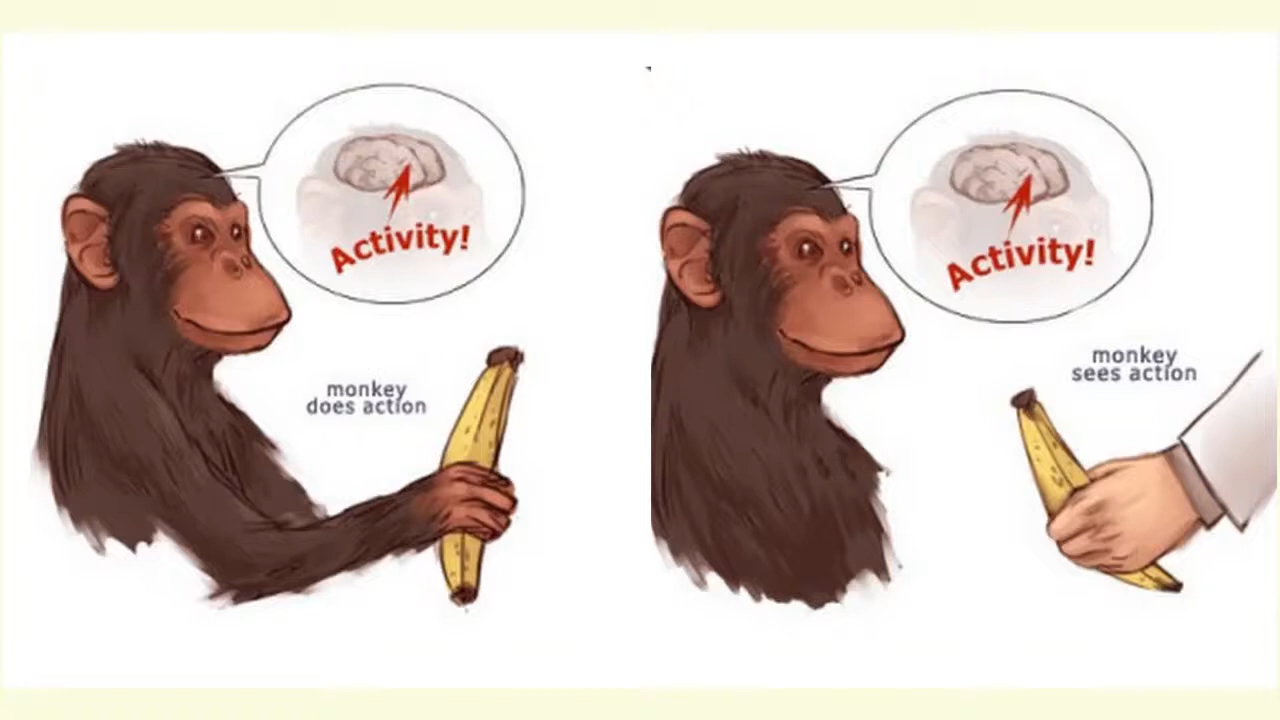 Activity!
monkey
does action
Activity!
monkey
sees action